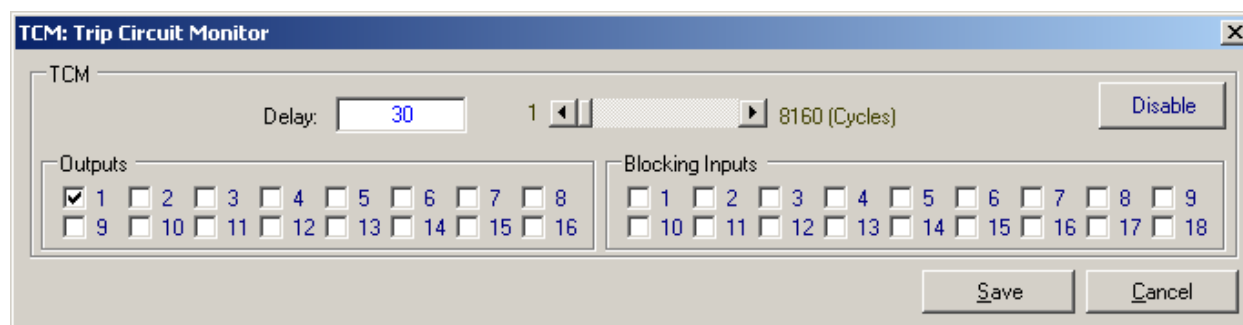 TCM: Trip Circuit Monitor
TCM
Delay: 30 1 8160 (Cycles) Disable
Outputs
1 2 3 4 5 6 7 8
9 10 11 12 13 14 15 16
Blocking Inputs
1 2 3 4 5 6 7 8 9
10 11 12 13 14 15 16 17 18
Save Cancel